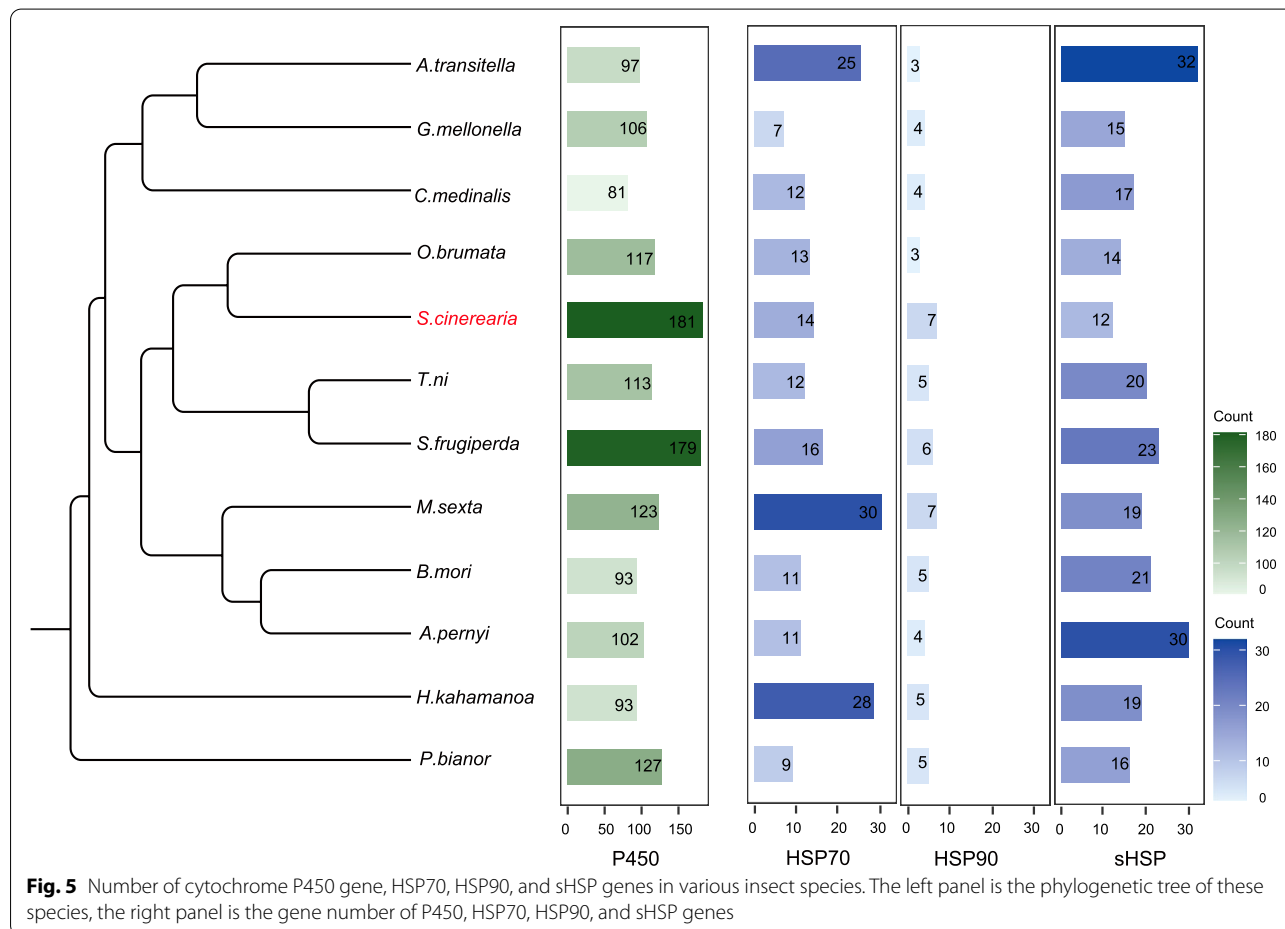 A.transitella 97 25 3 32
G.mellonella 106 7 4 15
C.medinalis 81 12 4 17
O.brumata 117 13 3 14
S.cinerearia 181 14 7 12
T.ni 113 12 5 20
S.frugiperda 179 16 6 23
M.sexta 123 30 7 19
B.mori 93 11 5 21
A.pernyi 102 11 4 30
H.kahamanoa 93 28 5 19
P.bianor 127 9 5 16
0 50 100 150 0 10 20 30 0 10 20 30 0 10 20 30
P450 HSP70 HSP90 sHSP
Count
180
160
140
120
100
0
Count
30
20
10
0
Fig. 5 Number of cytochrome P450 gene, HSP70, HSP90, and sHSP genes in various insect species. The left panel is the phylogenetic tree of these
species, the right panel is the gene number of P450, HSP70, HSP90, and sHSP genes